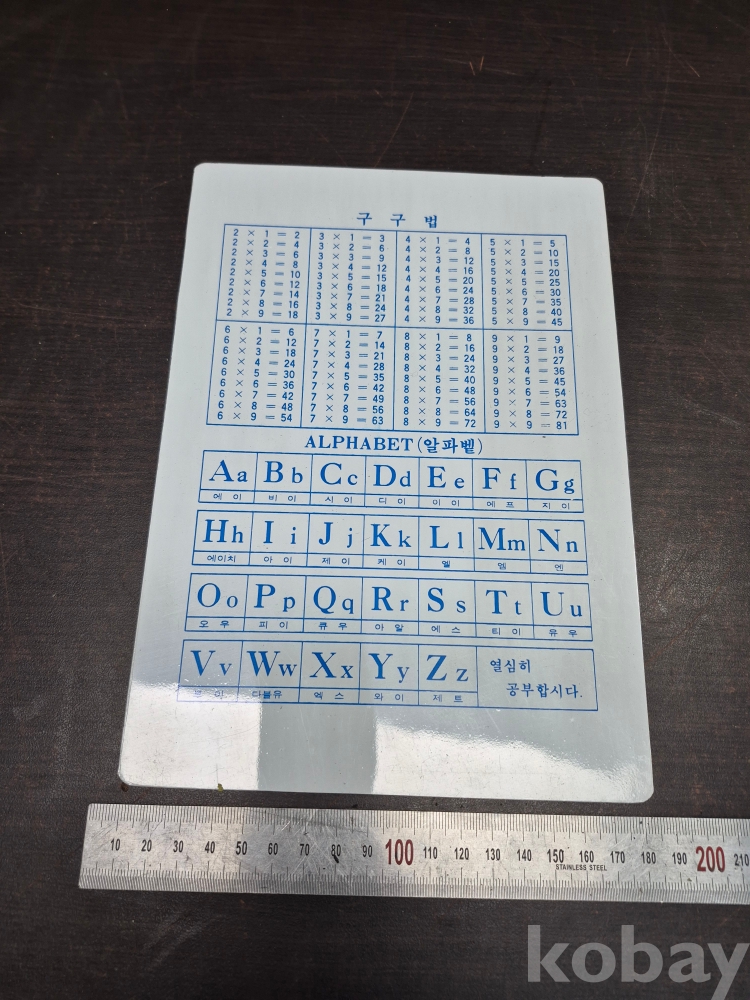 구 구 법
2 × 1 = 2
2 × 2 = 4
2 × 3 = 6
2 × 4 = 8
2 × 5 = 10
2 × 6 = 12
2 × 7 = 14
2 × 8 = 16
2 × 9 = 18
3 × 1 = 3
3 × 2 = 6
3 × 3 = 9
3 × 4 = 12
3 × 5 = 15
3 × 6 = 18
3 × 7 = 21
3 × 8 = 24
3 × 9 = 27
4 × 1 = 4
4 × 2 = 8
4 × 3 = 12
4 × 4 = 16
4 × 5 = 20
4 × 6 = 24
4 × 7 = 28
4 × 8 = 32
4 × 9 = 36
5 × 1 = 5
5 × 2 = 10
5 × 3 = 15
5 × 4 = 20
5 × 5 = 25
5 × 6 = 30
5 × 7 = 35
5 × 8 = 40
5 × 9 = 45
6 × 1 = 6
6 × 2 = 12
6 × 3 = 18
6 × 4 = 24
6 × 5 = 30
6 × 6 = 36
6 × 7 = 42
6 × 8 = 48
6 × 9 = 54
7 × 1 = 7
7 × 2 = 14
7 × 3 = 21
7 × 4 = 28
7 × 5 = 35
7 × 6 = 42
7 × 7 = 49
7 × 8 = 56
7 × 9 = 63
8 × 1 = 8
8 × 2 = 16
8 × 3 = 24
8 × 4 = 32
8 × 5 = 40
8 × 6 = 48
8 × 7 = 56
8 × 8 = 64
8 × 9 = 72
9 × 1 = 9
9 × 2 = 18
9 × 3 = 27
9 × 4 = 36
9 × 5 = 45
9 × 6 = 54
9 × 7 = 63
9 × 8 = 72
9 × 9 = 81
ALPHABET(알파벹)
Aa Bb Cc Dd Ee Ff Gg
에이 비이 시이 디이 이이 에프 지이
Hh Ii Jj Kk Ll Mm Nn
에이치 아이 제이 케이 엘 엠 엔
Oo Pp Qq Rr Ss Tt Uu
오우 피이 큐우 아알 에스 티이 유우
Vv Ww Xx Yy Zz
브이 다블유 엑스 와이 제트
열심히
공부합시다.
10 20 30 40 50 60 70 80 90 100 110 120 130 140 150 160 170 180 190 200 210
STAINLESS STEEL
kobay